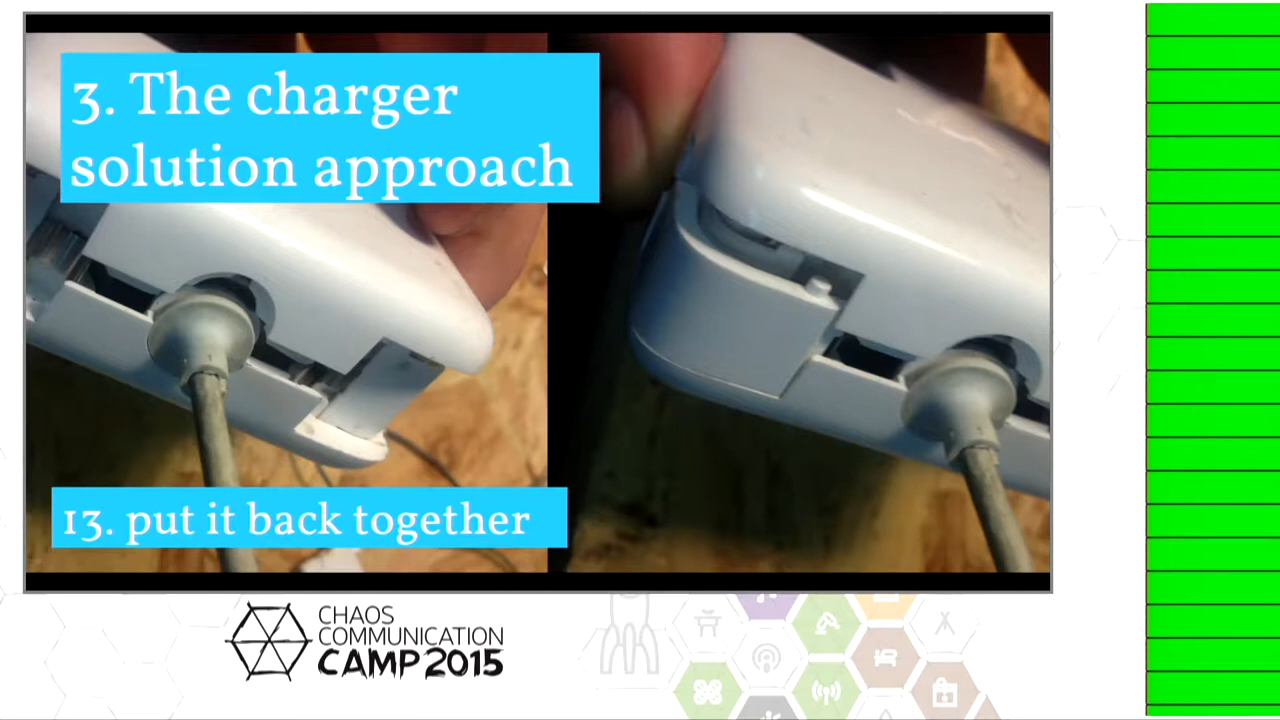 3. The charger
solution approach
13. put it back together
CHAOS
COMMUNICATION
CAMP 2015